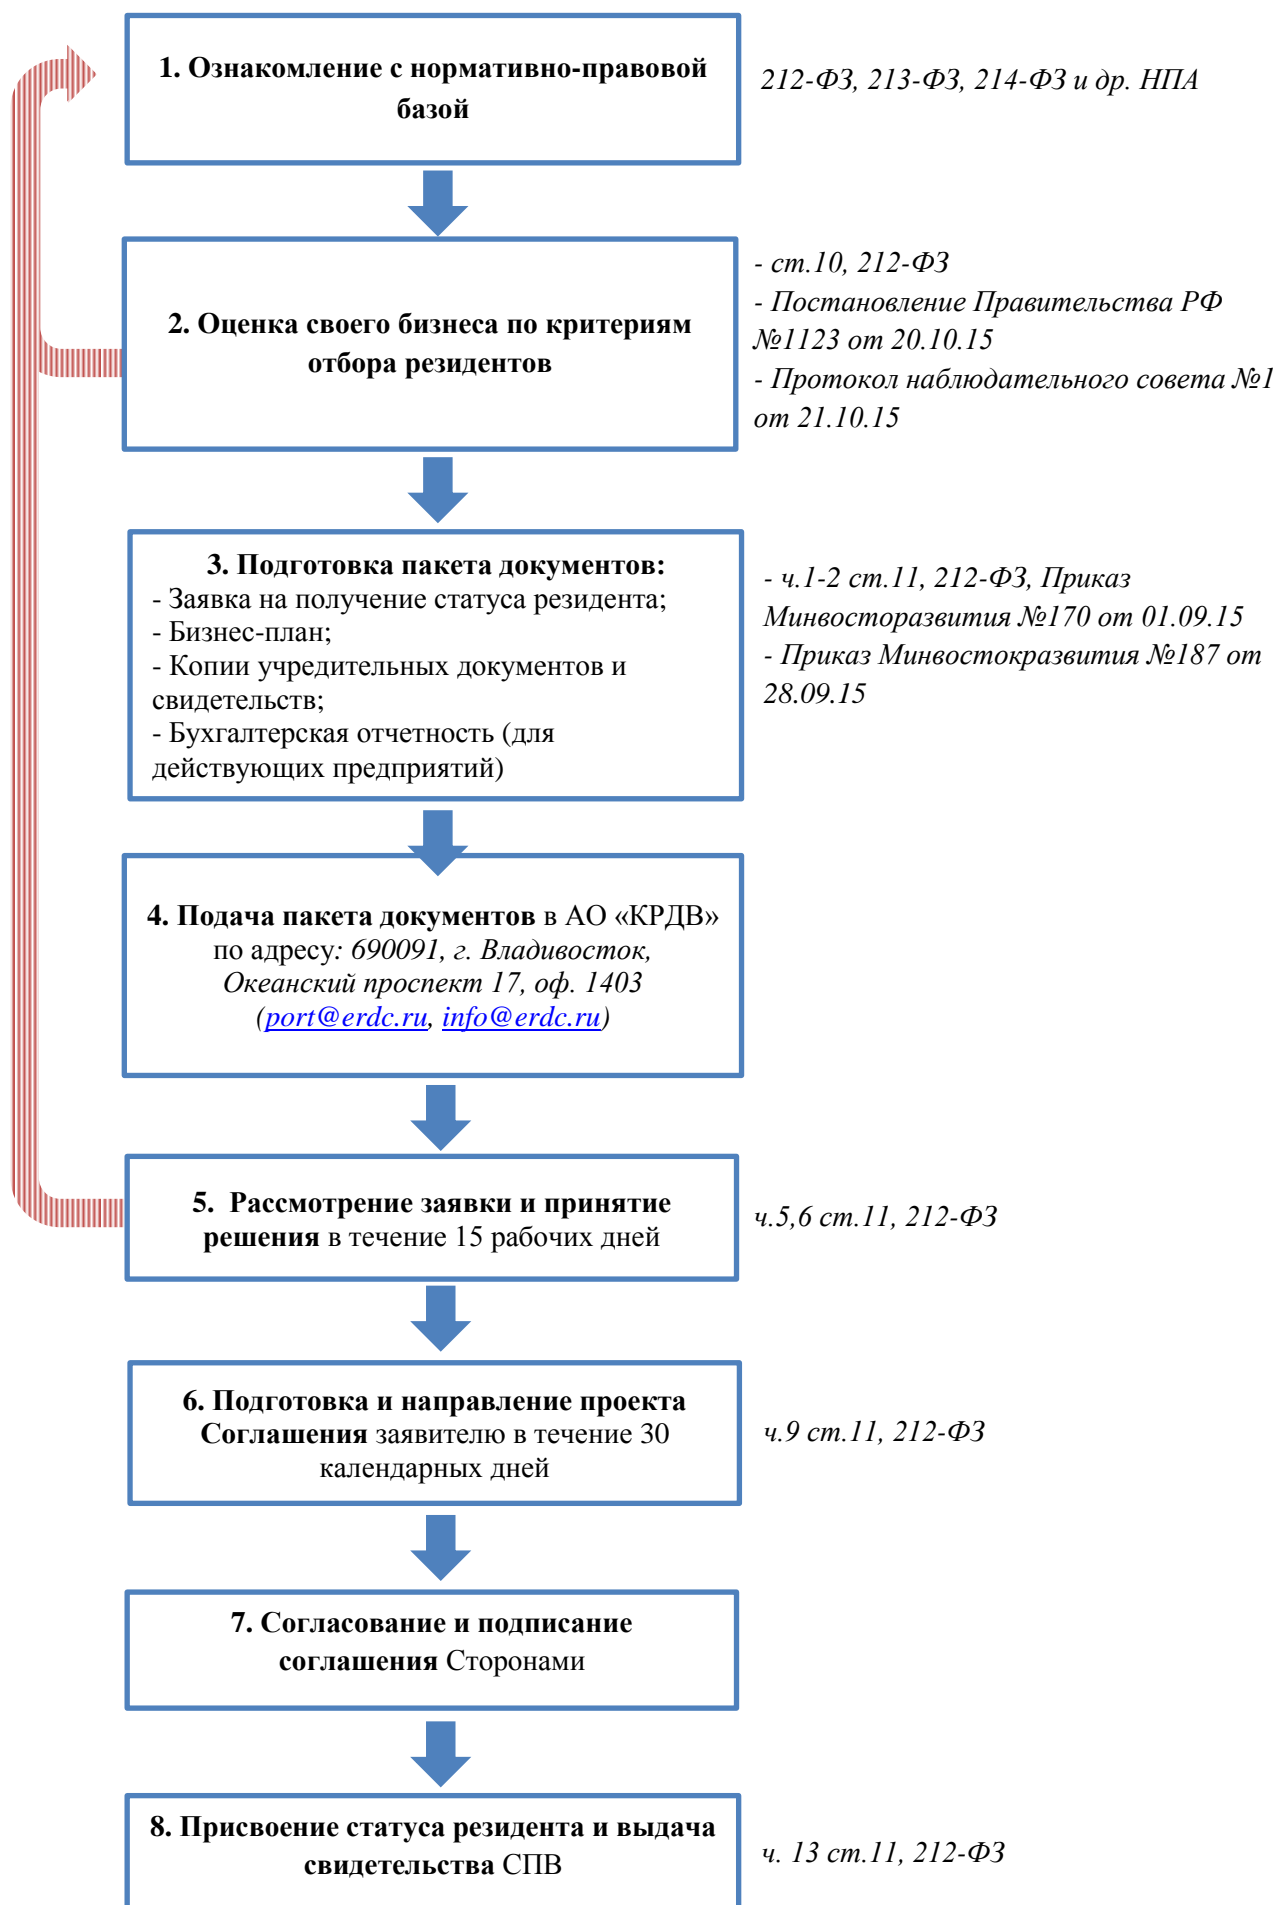 1. Ознакомление с нормативно-правовой
базой
212-ФЗ, 213-ФЗ, 214-ФЗ и др. НПА
2. Оценка своего бизнеса по критериям
отбора резидентов
- ст.10, 212-ФЗ
- Постановление Правительства РФ
№1123 от 20.10.15
- Протокол наблюдательного совета №1
от 21.10.15
3. Подготовка пакета документов:
- Заявка на получение статуса резидента;
- Бизнес-план;
- Копии учредительных документов и
свидетельств;
- Бухгалтерская отчетность (для
действующих предприятий)
- ч.1-2 ст.11, 212-ФЗ, Приказ
Минвосторазвития №170 от 01.09.15
- Приказ Минвостокразвития №187 от
28.09.15
4. Подача пакета документов в АО «КРДВ»
по адресу: 690091, г. Владивосток,
Океанский проспект 17, оф. 1403
(port@erdc.ru, info@erdc.ru)
5. Рассмотрение заявки и принятие
решения в течение 15 рабочих дней
ч.5,6 ст.11, 212-ФЗ
6. Подготовка и направление проекта
Соглашения заявителю в течение 30
календарных дней
ч.9 ст.11, 212-ФЗ
7. Согласование и подписание
соглашения Сторонами
8. Присвоение статуса резидента и выдача
свидетельства СПВ
ч. 13 ст.11, 212-ФЗ